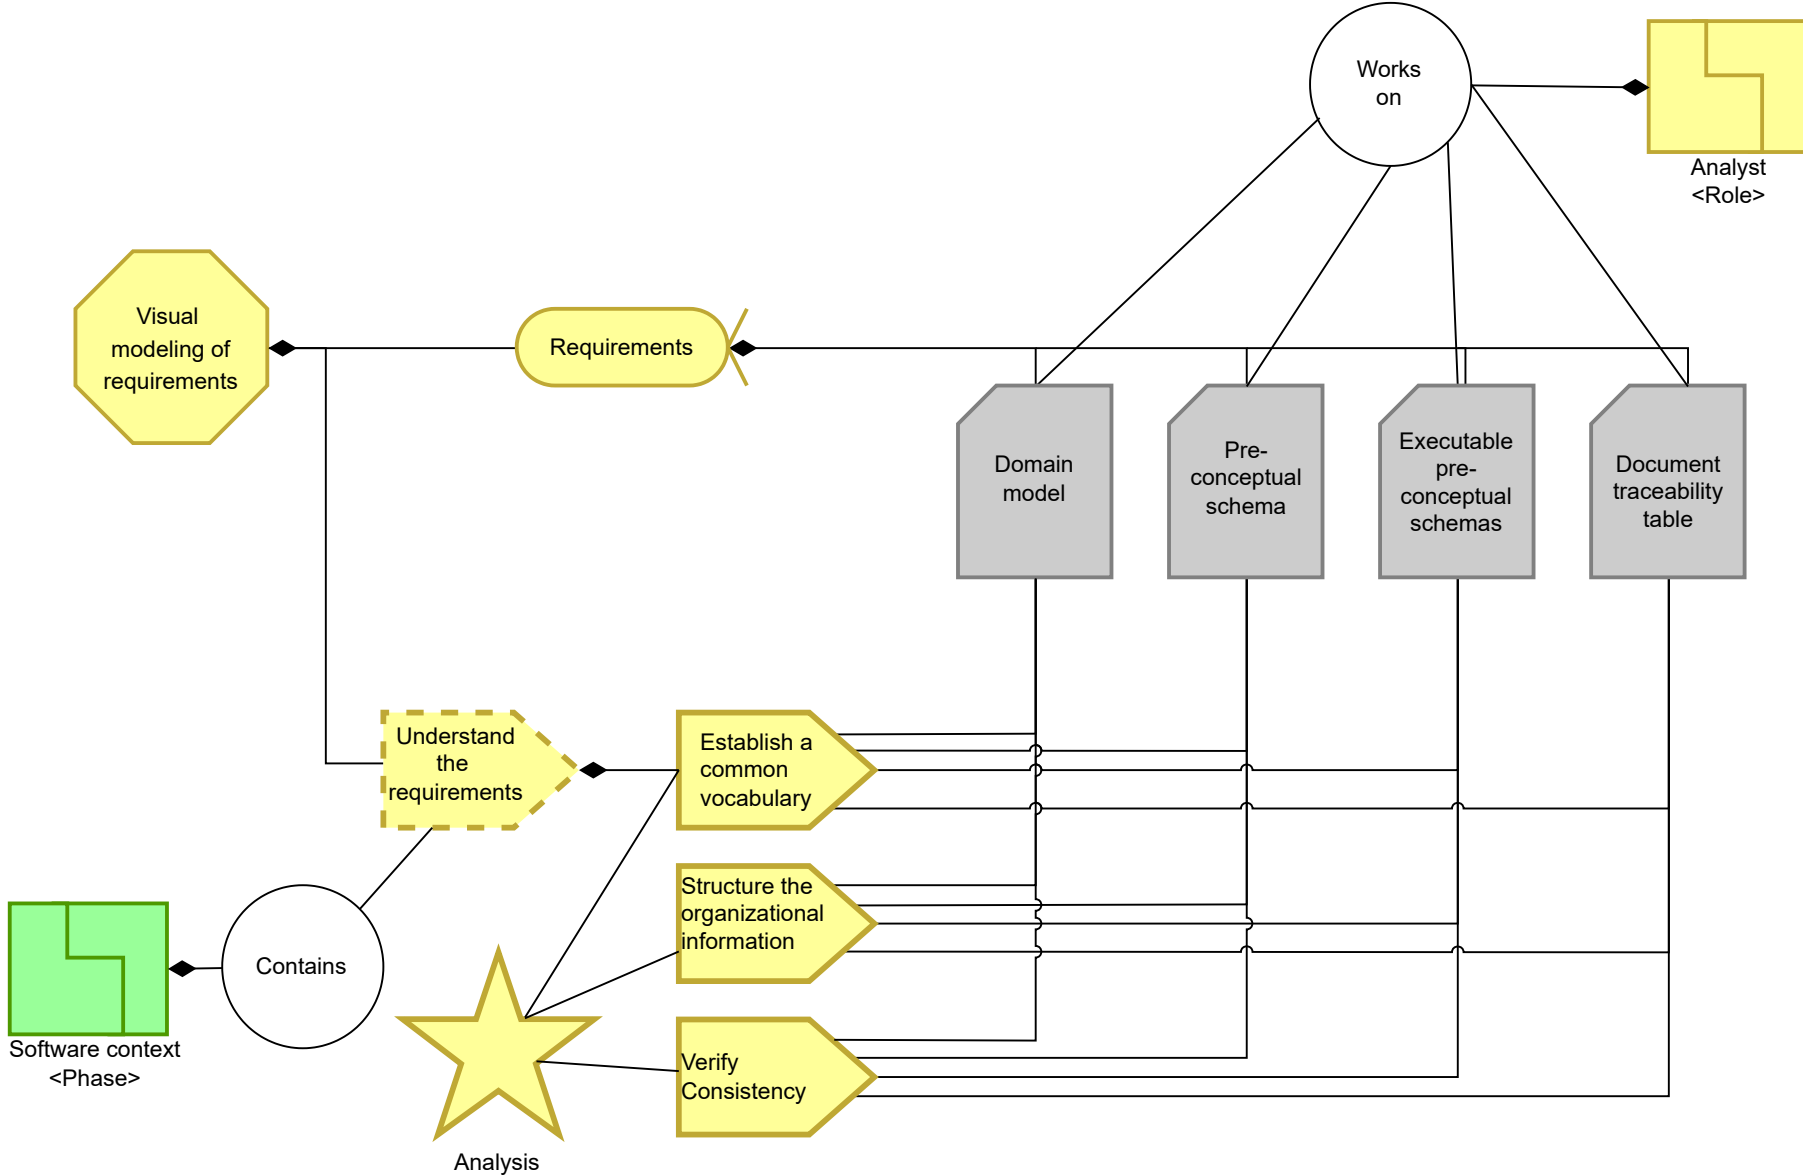 Works
on
Analyst
<Role>
Visual
modeling of
requirements
Requirements
Domain
model
Pre-
conceptual
schema
Executable
pre-
conceptual
schemas
Document
traceability
table
Understand
the
requirements
Establish a
common
vocabulary
Structure the
organizational
information
Contains
Software context
<Phase>
Verify
Consistency
Analysis